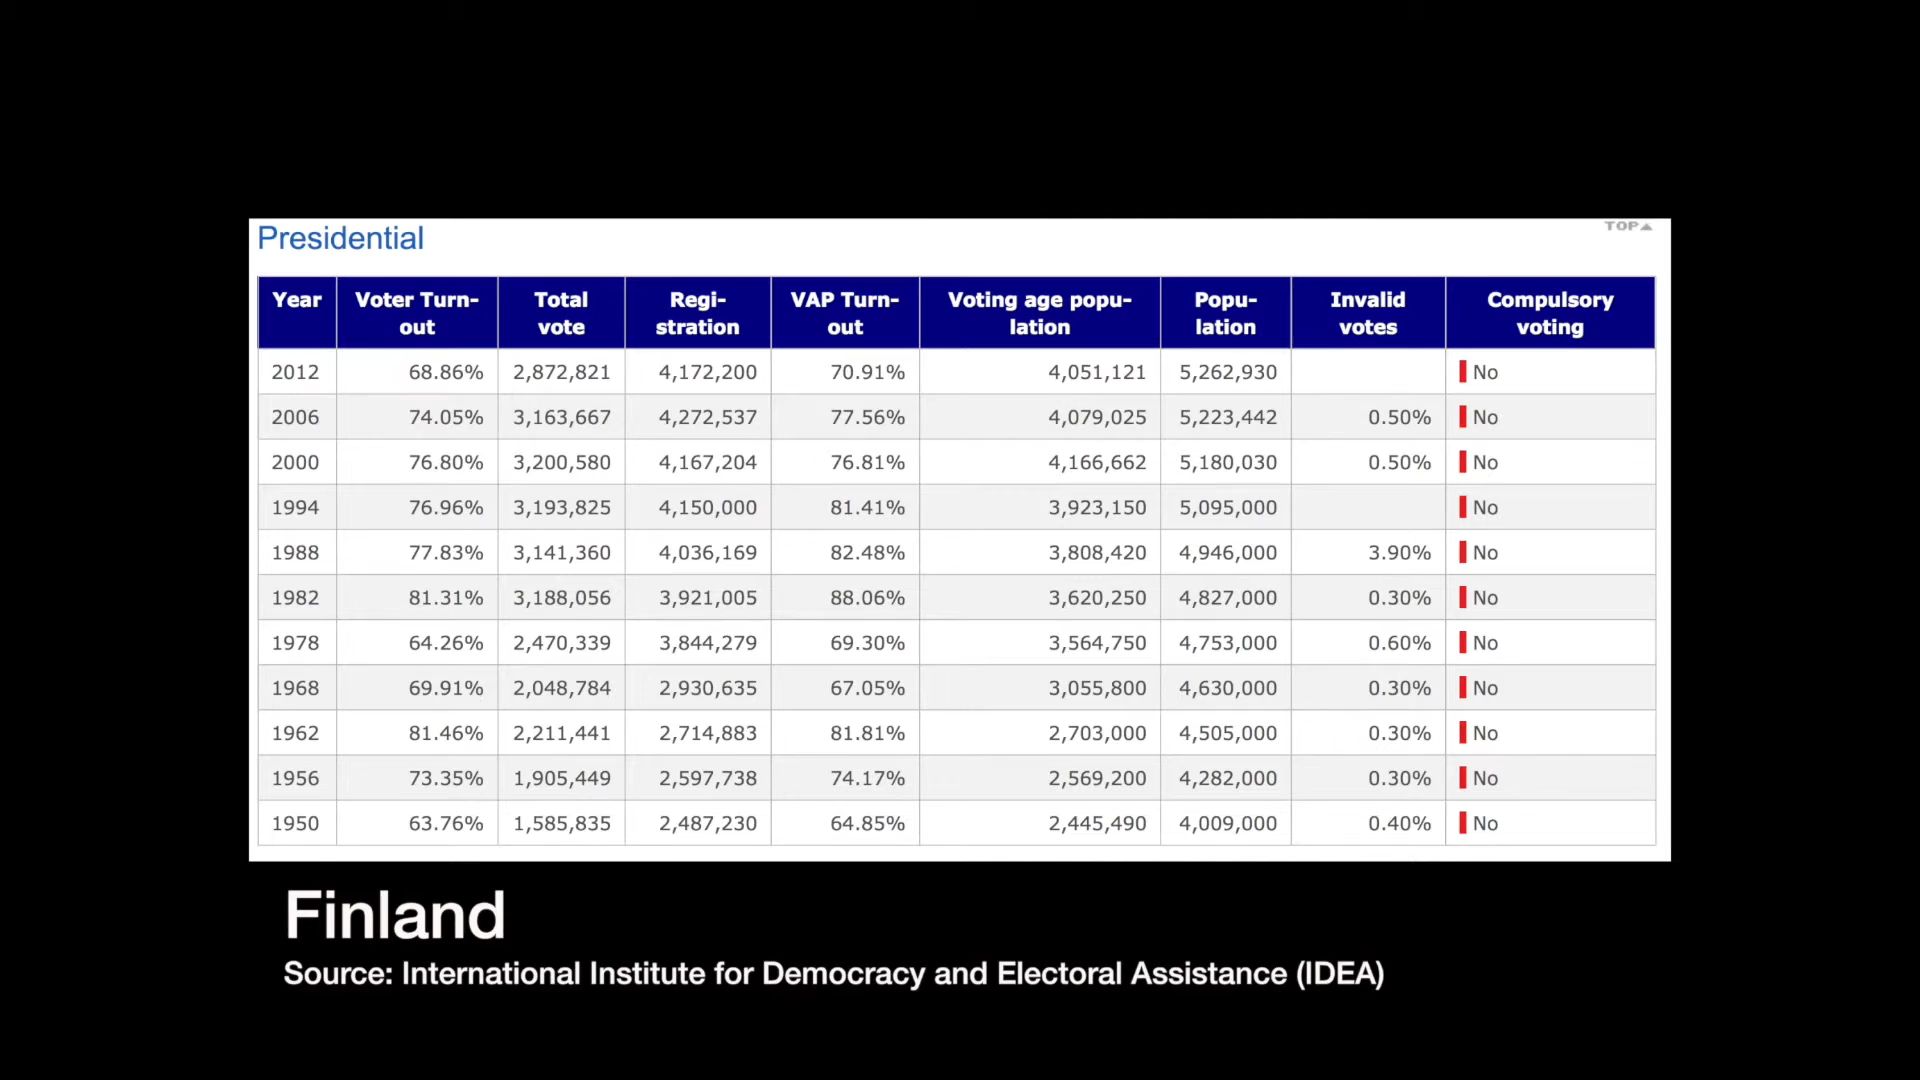 Presidential
TOP▲
Year Voter Turn- Total Regi- VAP Turn- Voting age popu- Popu- Invalid Compulsory
out vote stration out lation lation votes voting
2012 68.86% 2,872,821 4,172,200 70.91% 4,051,121 5,262,930 No
2006 74.05% 3,163,667 4,272,537 77.56% 4,079,025 5,223,442 0.50% No
2000 76.80% 3,200,580 4,167,204 76.81% 4,166,662 5,180,030 0.50% No
1994 76.96% 3,193,825 4,150,000 81.41% 3,923,150 5,095,000 No
1988 77.83% 3,141,360 4,036,169 82.48% 3,808,420 4,946,000 3.90% No
1982 81.31% 3,188,056 3,921,005 88.06% 3,620,250 4,827,000 0.30% No
1978 64.26% 2,470,339 3,844,279 69.30% 3,564,750 4,753,000 0.60% No
1968 69.91% 2,048,784 2,930,635 67.05% 3,055,800 4,630,000 0.30% No
1962 81.46% 2,211,441 2,714,883 81.81% 2,703,000 4,505,000 0.30% No
1956 73.35% 1,905,449 2,597,738 74.17% 2,569,200 4,282,000 0.30% No
1950 63.76% 1,585,835 2,487,230 64.85% 2,445,490 4,009,000 0.40% No
Finland
Source: International Institute for Democracy and Electoral Assistance (IDEA)